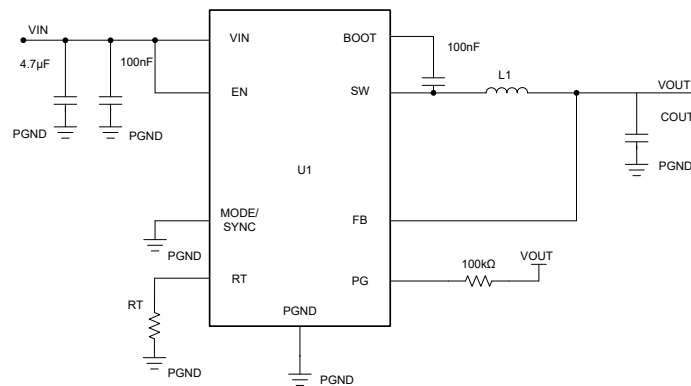 VIN
4.7µF
100nF
PGND
PGND
VIN
EN
MODE/
SYNC
PGND
RT
RT
PGND
U1
PGND
PGND
BOOT
100nF
SW
L1
VOUT
COUT
PGND
FB
PG
100kΩ
VOUT